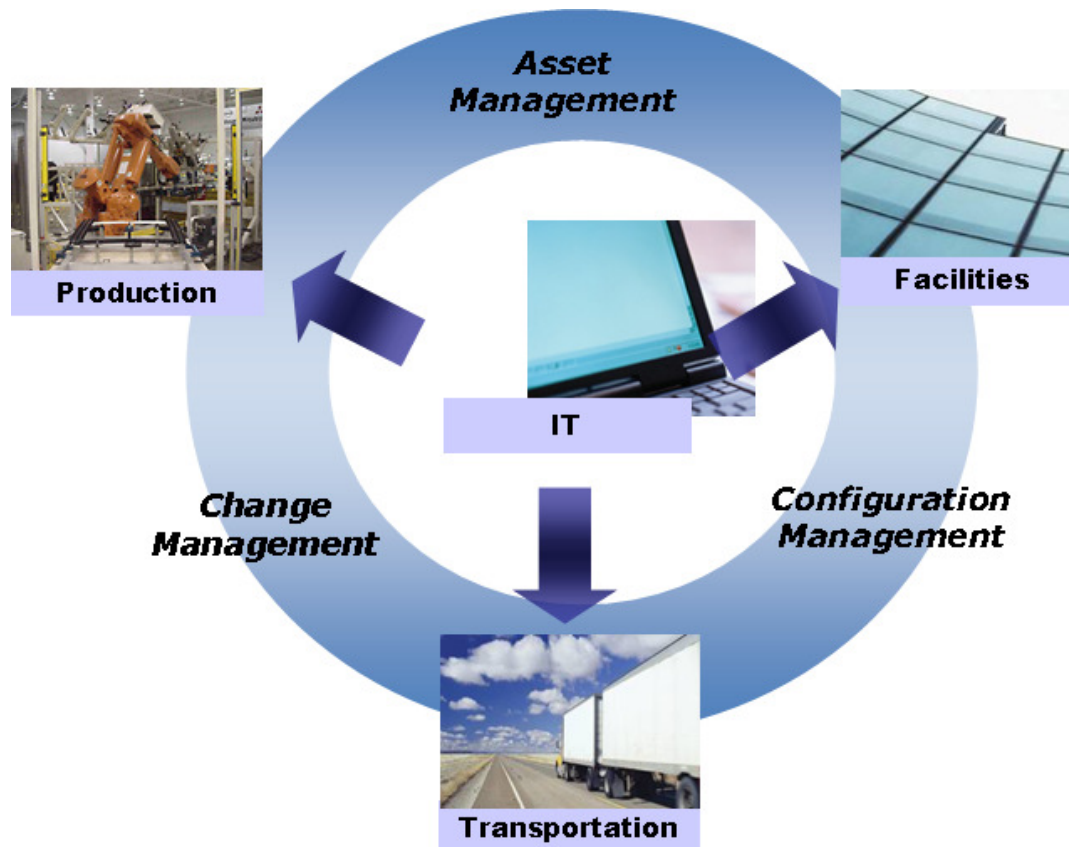 Asset
Management
Production
Facilities
IT
Change
Management
Configuration
Management
Transportation